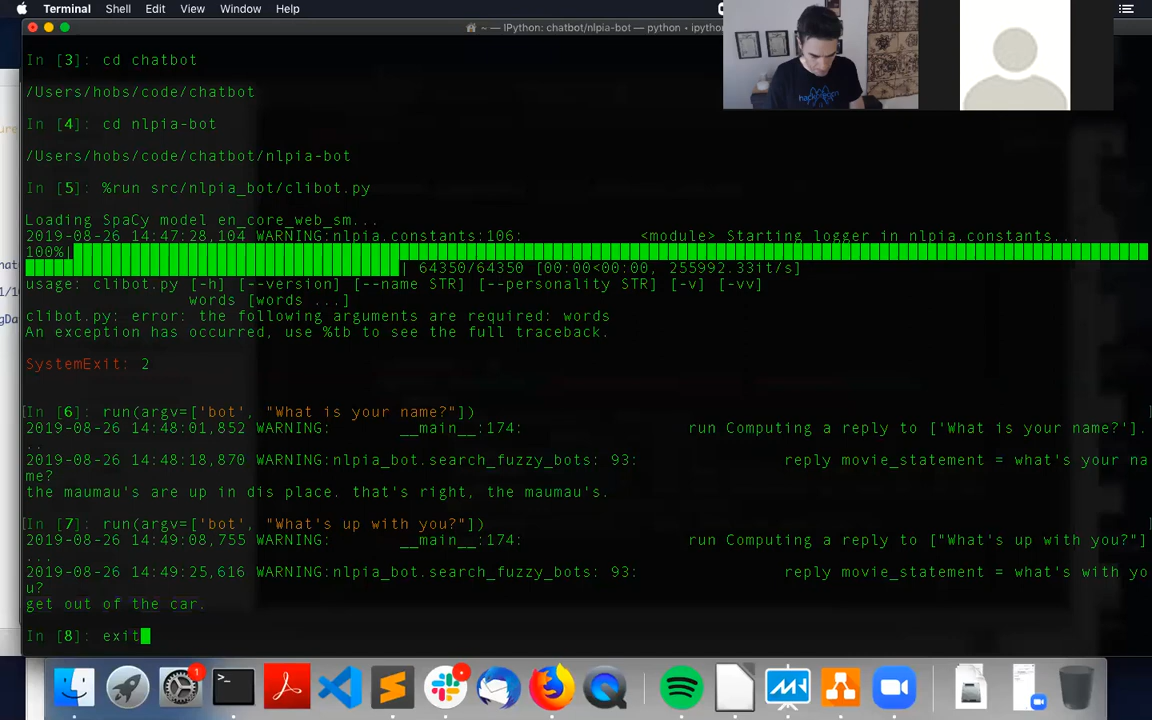 Terminal Shell Edit View Window Help
~ — IPython: chatbot/nlpia-bot — python • ipython
In [3]: cd chatbot
/Users/hobs/code/chatbot
In [4]: cd nlpia-bot
/Users/hobs/code/chatbot/nlpia-bot
In [5]: %run src/nlpia_bot/clibot.py
Loading SpaCy model en_core_web_sm...
2019-08-26 14:47:28,104 WARNING:nlpia.constants:106: <module> Starting logger in nlpia.constants...
100%|
| 64350/64350 [00:00<00:00, 255992.33it/s]
usage: clibot.py [-h] [--version] [--name STR] [--personality STR] [-v] [-vv]
words [words ...]
clibot.py: error: the following arguments are required: words
An exception has occurred, use %tb to see the full traceback.
SystemExit: 2
In [6]: run(argv=['bot', "What is your name?"])
2019-08-26 14:48:01,852 WARNING: __main__:174: run Computing a reply to ['What is your name?'].
..
2019-08-26 14:48:18,870 WARNING:nlpia_bot.search_fuzzy_bots: 93: reply movie_statement = what's your na
me?
the maumau's are up in dis place. that's right, the maumau's.
In [7]: run(argv=['bot', "What's up with you?"])
2019-08-26 14:49:08,755 WARNING: __main__:174: run Computing a reply to ["What's up with you?"]
...
2019-08-26 14:49:25,616 WARNING:nlpia_bot.search_fuzzy_bots: 93: reply movie_statement = what's with yo
u?
get out of the car.
In [8]: exit